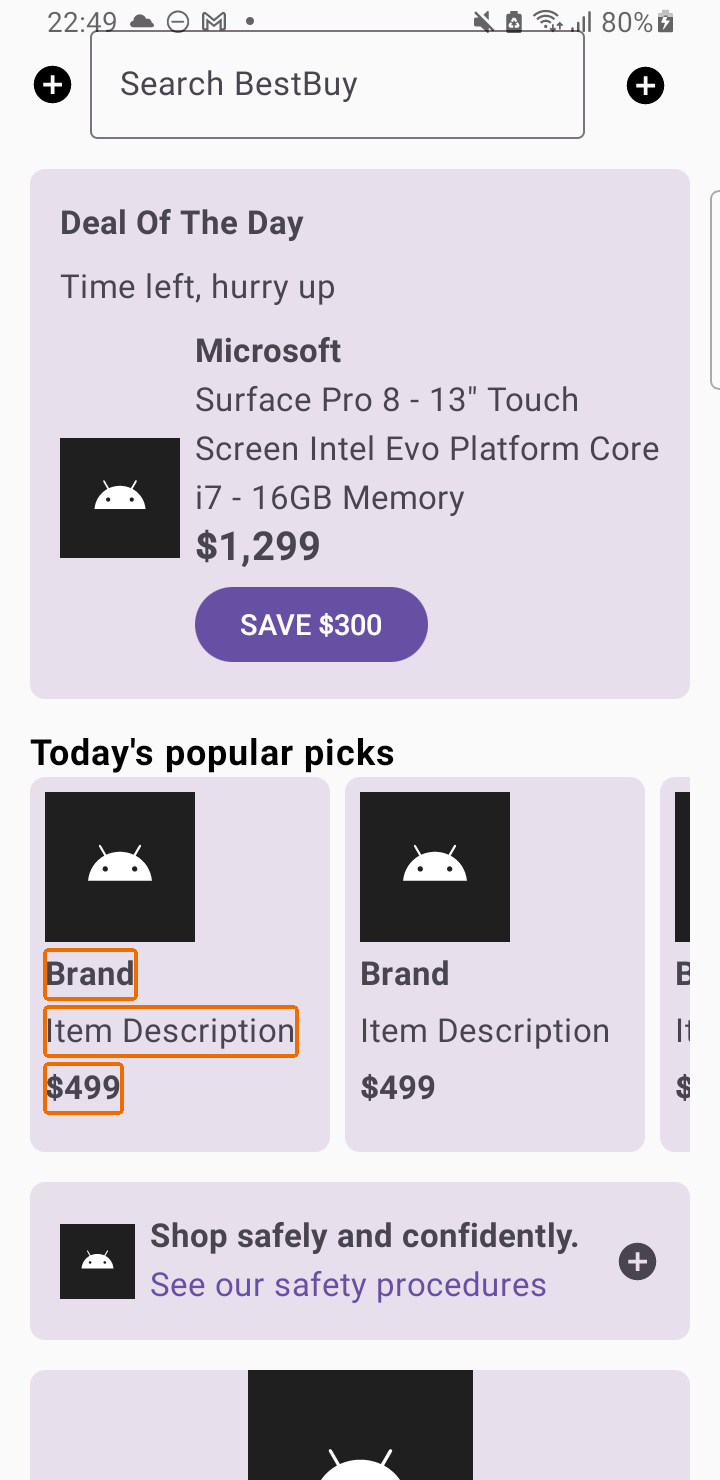 22:49 80%
Search BestBuy
Deal Of The Day
Time left, hurry up
Microsoft
Surface Pro 8 - 13" Touch
Screen Intel Evo Platform Core
i7 - 16GB Memory
$1,299
SAVE $300
Today's popular picks
Brand Brand B
Item Description Item Description It
$499 $499 $
Shop safely and confidently.
See our safety procedures